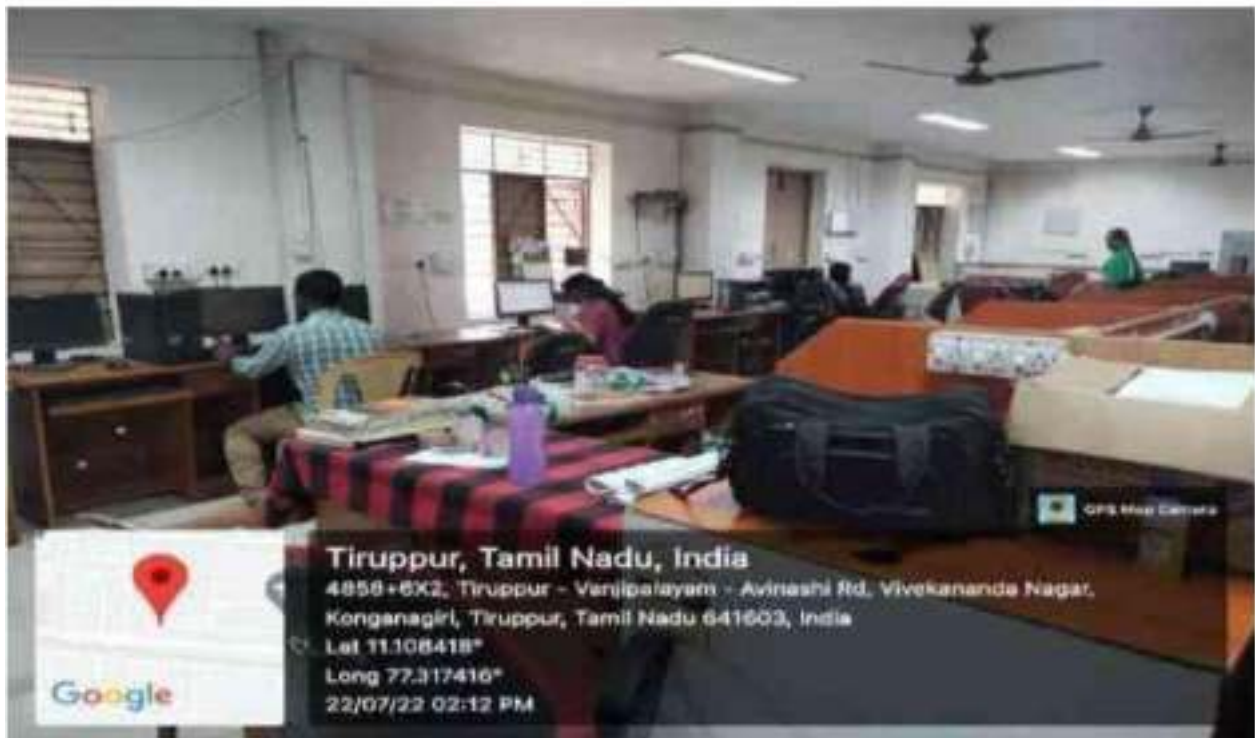 GPS Map Camera
Tiruppur, Tamil Nadu, India
4858+6X2, Tiruppur - Vanjipalayam - Avinashi Rd, Vivekananda Nagar,
Konganagiri, Tiruppur, Tamil Nadu 641603, India
Lat 11.108418°
Long 77.317416°
22/07/22 02:12 PM
Google